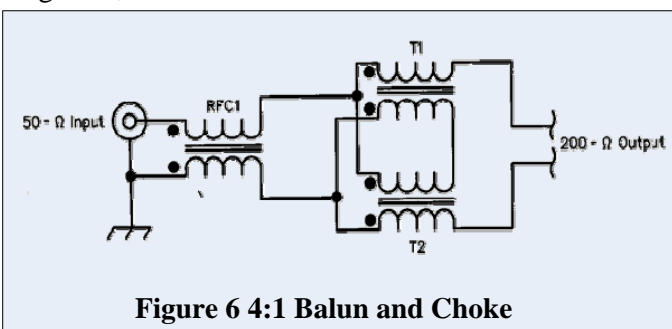 T1
RFC1
50-Ω Input
200-Ω Output
T2
Figure 6 4:1 Balun and Choke